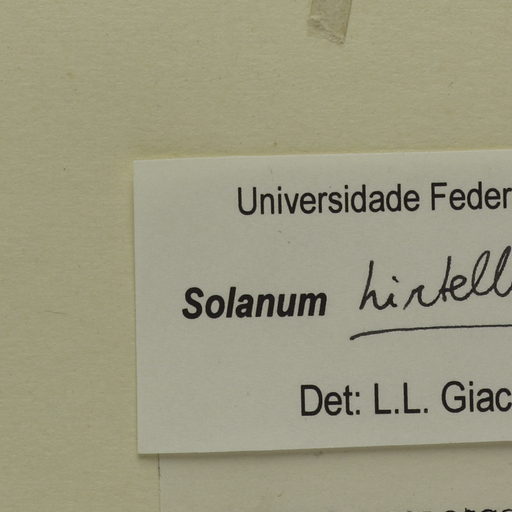 Universidade Feder
Solanum hirtell
Det: L.L. Giac